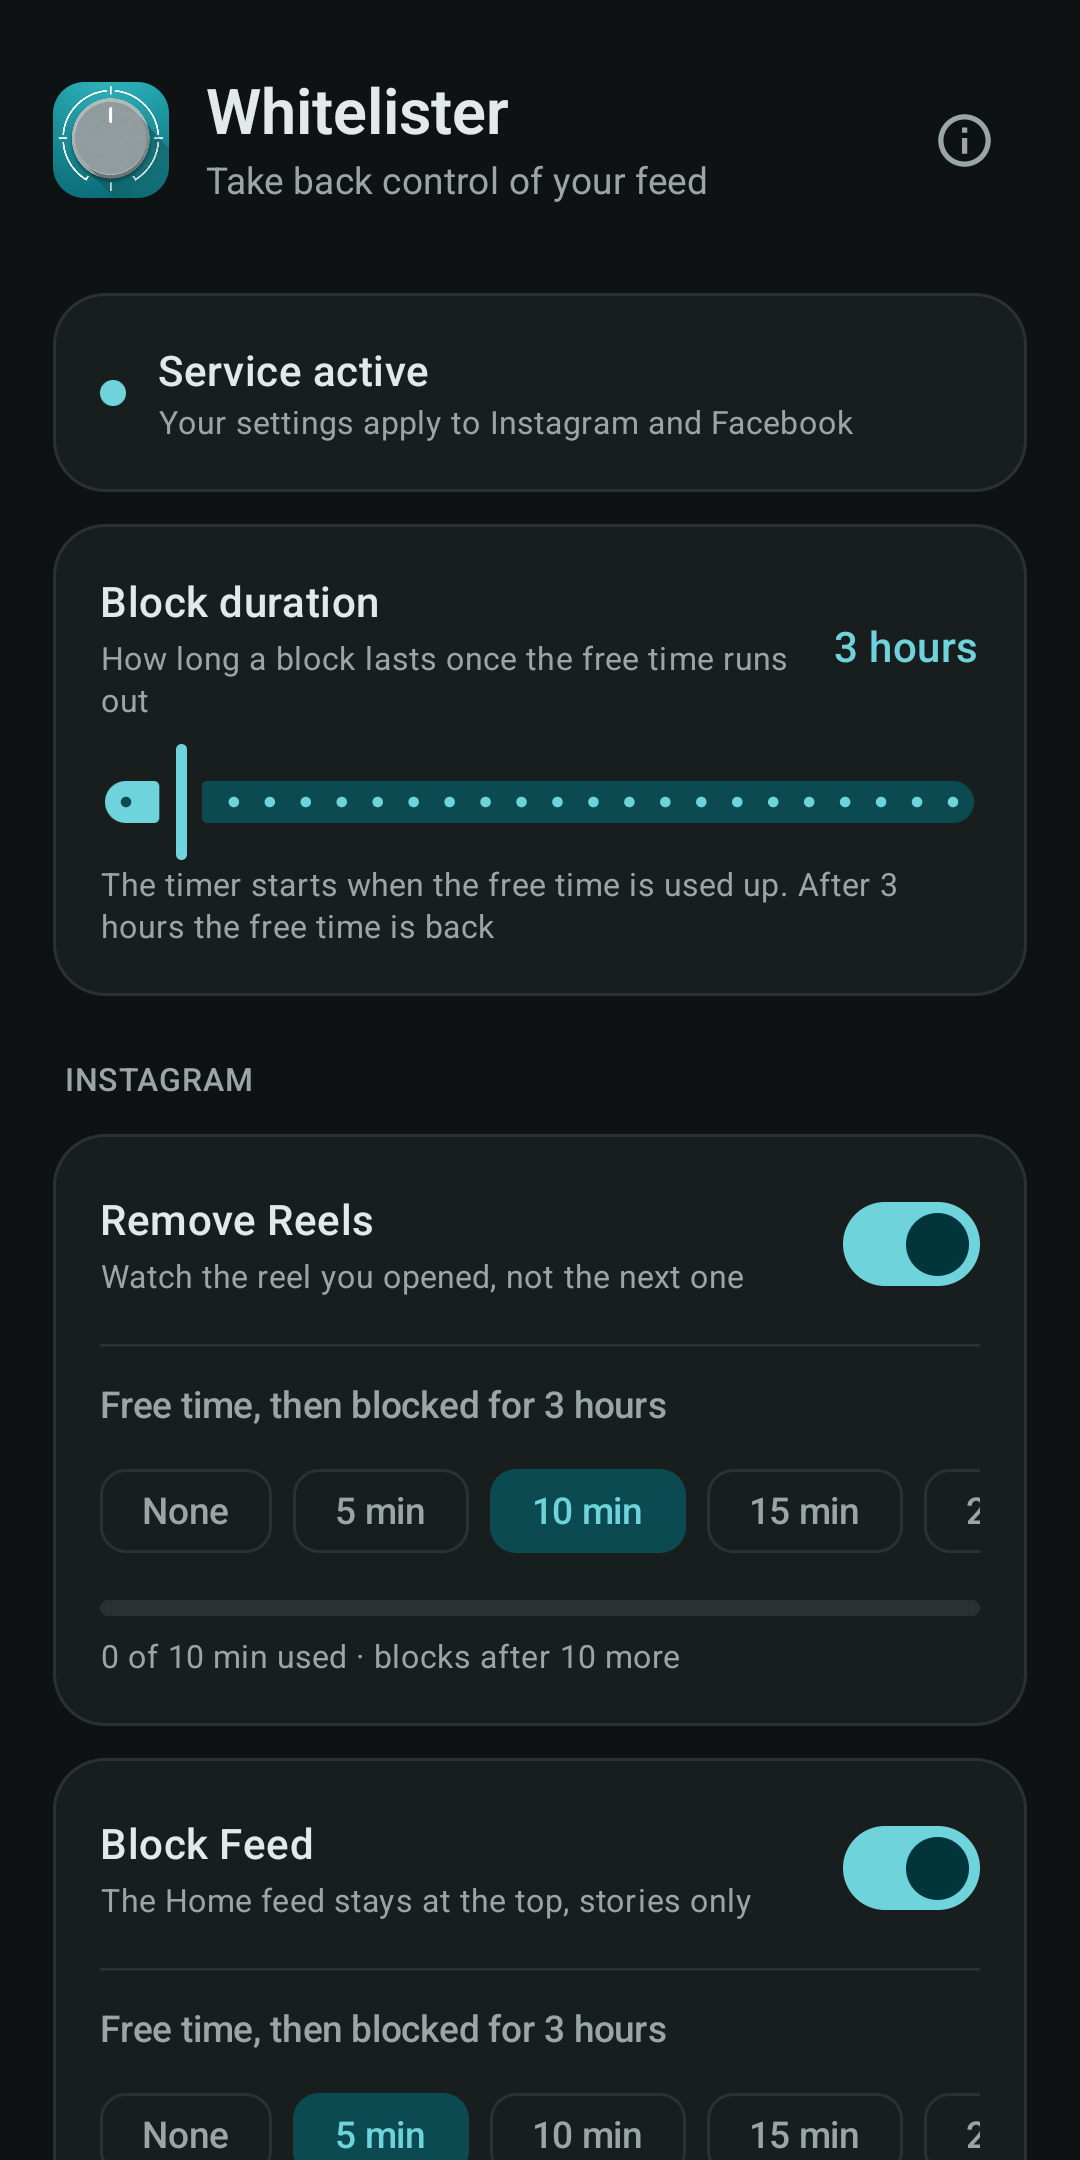 Whitelister
Take back control of your feed
Service active
Your settings apply to Instagram and Facebook
Block duration
How long a block lasts once the free time runs
out
3 hours
The timer starts when the free time is used up. After 3
hours the free time is back
INSTAGRAM
Remove Reels
Watch the reel you opened, not the next one
Free time, then blocked for 3 hours
None 5 min 10 min 15 min 2
0 of 10 min used · blocks after 10 more
Block Feed
The Home feed stays at the top, stories only
Free time, then blocked for 3 hours
None 5 min 10 min 15 min 2